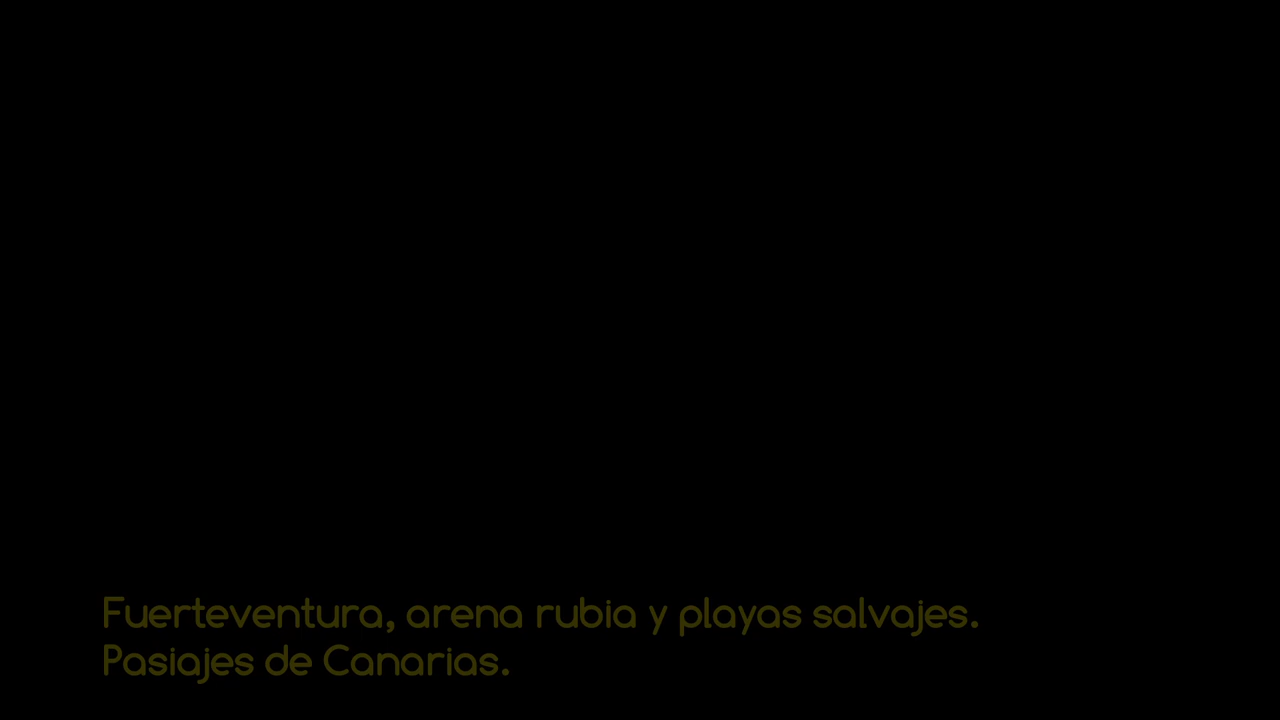 Fuerteventura, arena rubia y playas salvajes.
Pasiajes de Canarias.